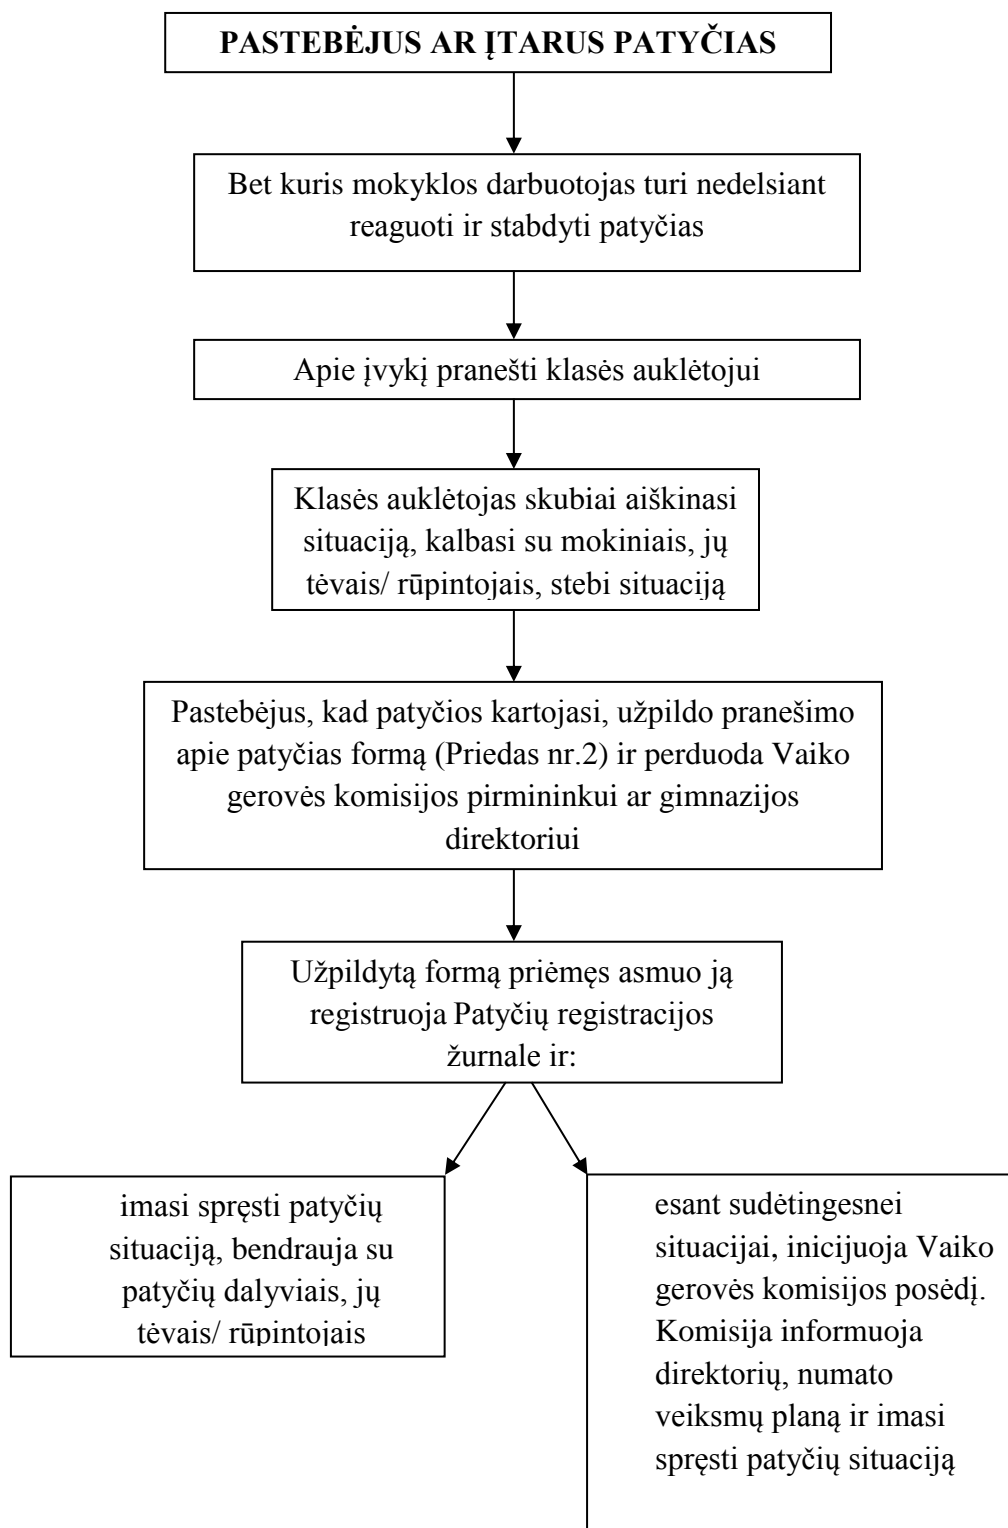 PASTEBĖJUS AR ĮTARUS PATYČIAS
Bet kuris mokyklos darbuotojas turi nedelsiant
reaguoti ir stabdyti patyčias
Apie įvykį pranešti klasės auklėtojui
Klasės auklėtojas skubiai aiškinasi
situaciją, kalbasi su mokiniais, jų
tėvais/ rūpintojais, stebi situaciją
Pastebėjus, kad patyčios kartojasi, užpildo pranešimo
apie patyčias formą (Priedas nr.2) ir perduoda Vaiko
gerovės komisijos pirmininkui ar gimnazijos
direktoriui
Užpildytą formą priėmęs asmuo ją
registruoja Patyčių registracijos
žurnale ir:
imasi spręsti patyčių
situaciją, bendrauja su
patyčių dalyviais, jų
tėvais/ rūpintojais
esant sudėtingesnei
situacijai, inicijuoja Vaiko
gerovės komisijos posėdį.
Komisija informuoja
direktorių, numato
veiksmų planą ir imasi
spręsti patyčių situaciją